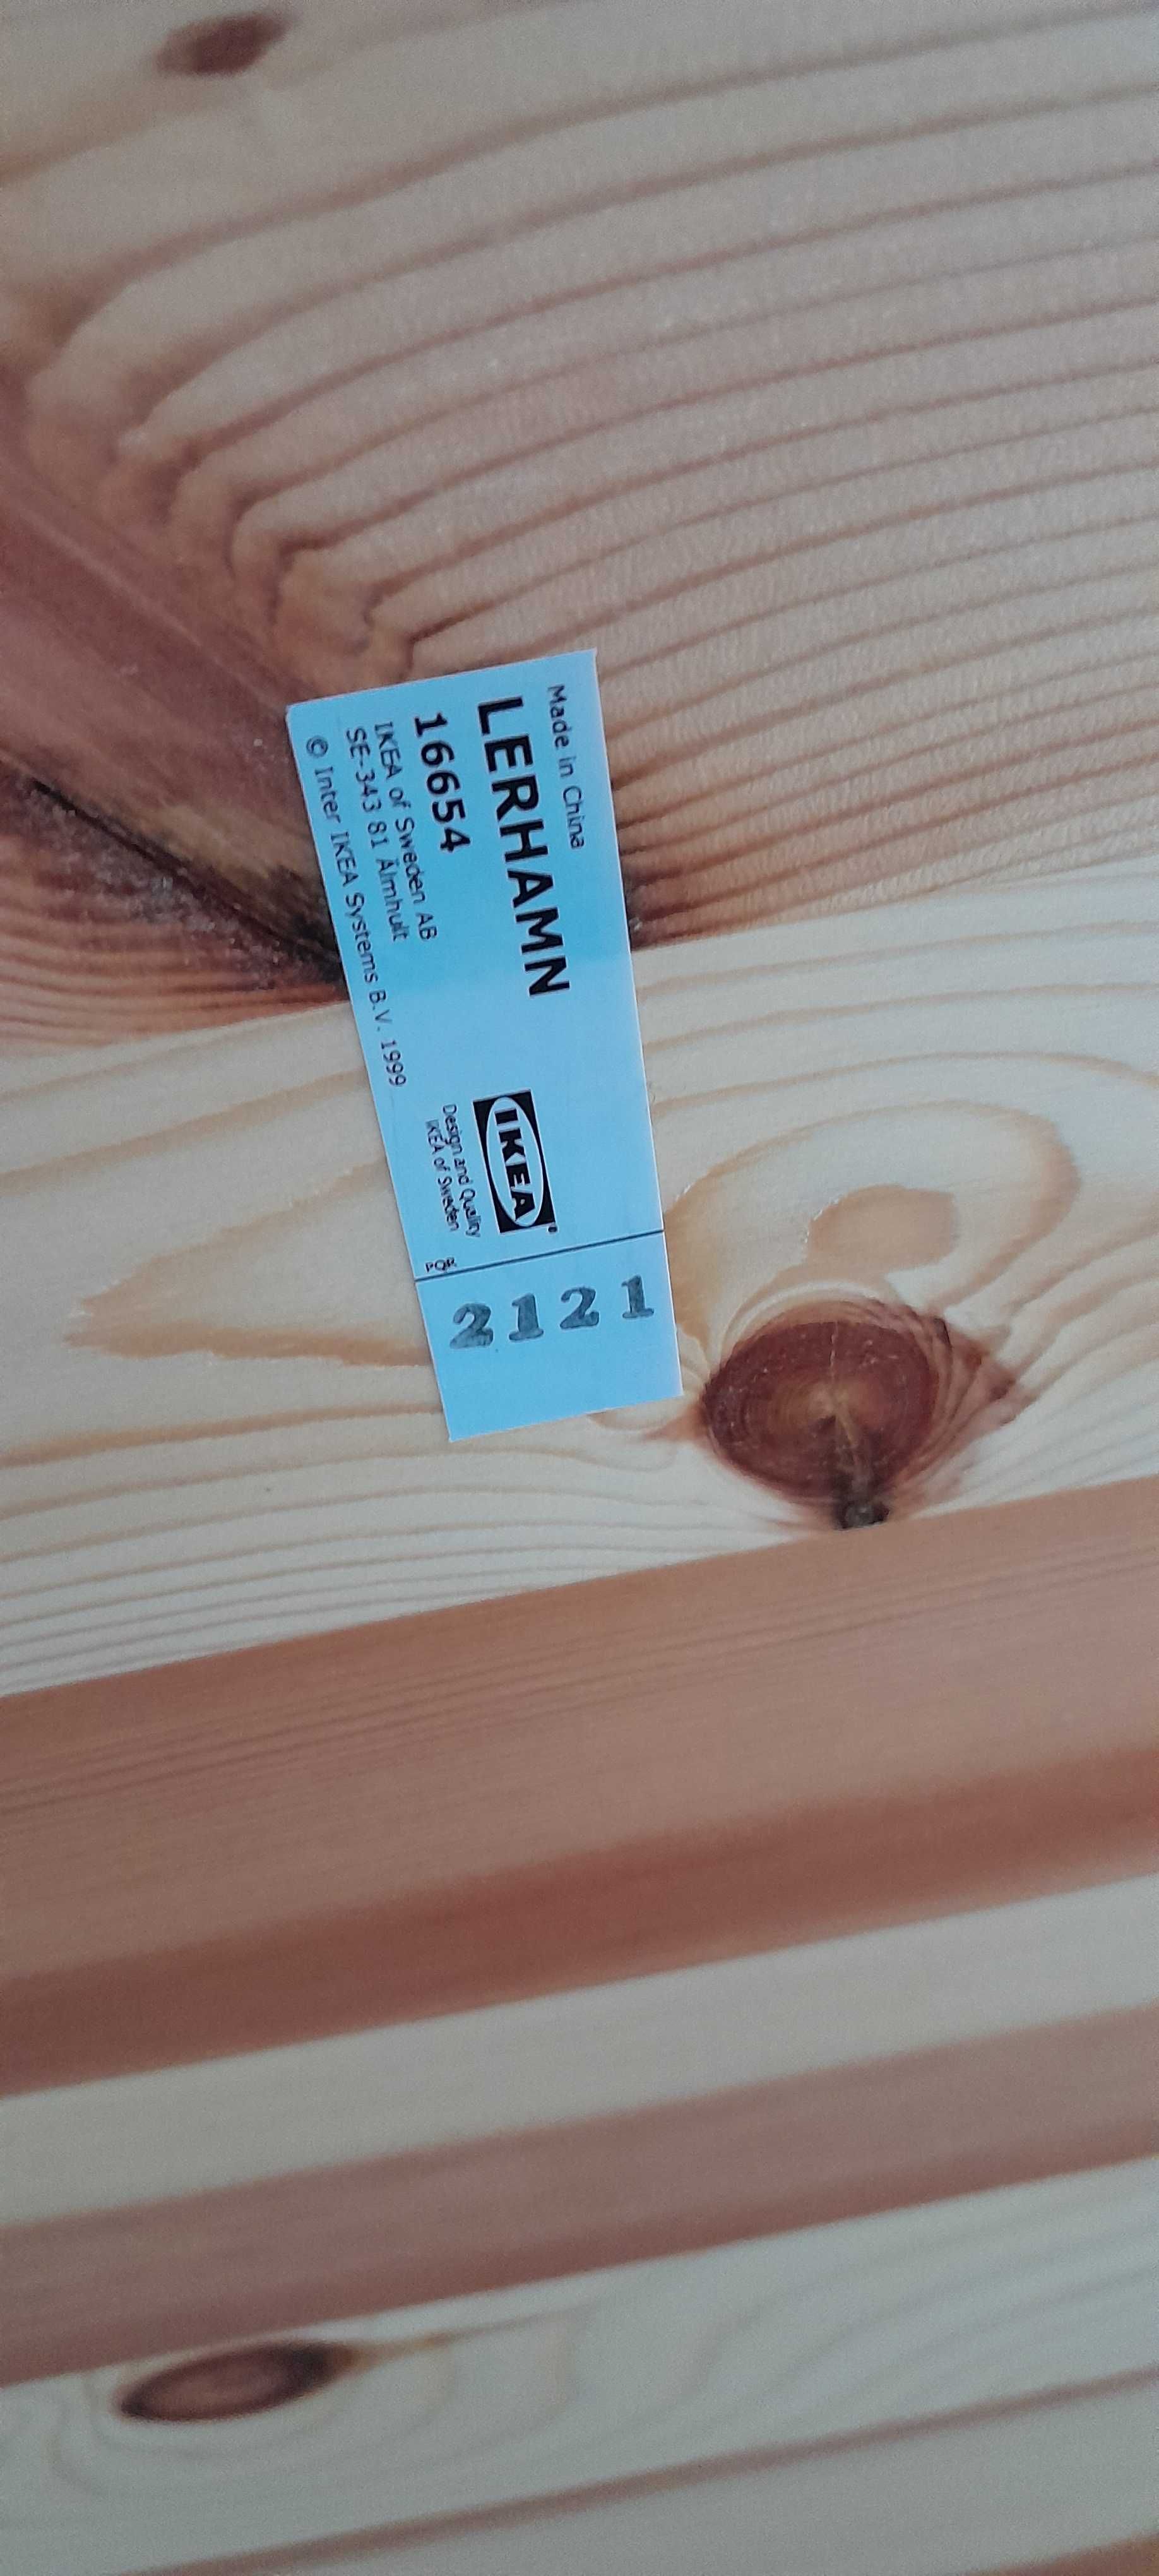 Made in China
LERHAMN
16654
IKEA of Sweden AB
SE-343 81 Älmhult
© Inter IKEA Systems B.V. 1999
IKEA®
Design and Quality
IKEA of Sweden
2121